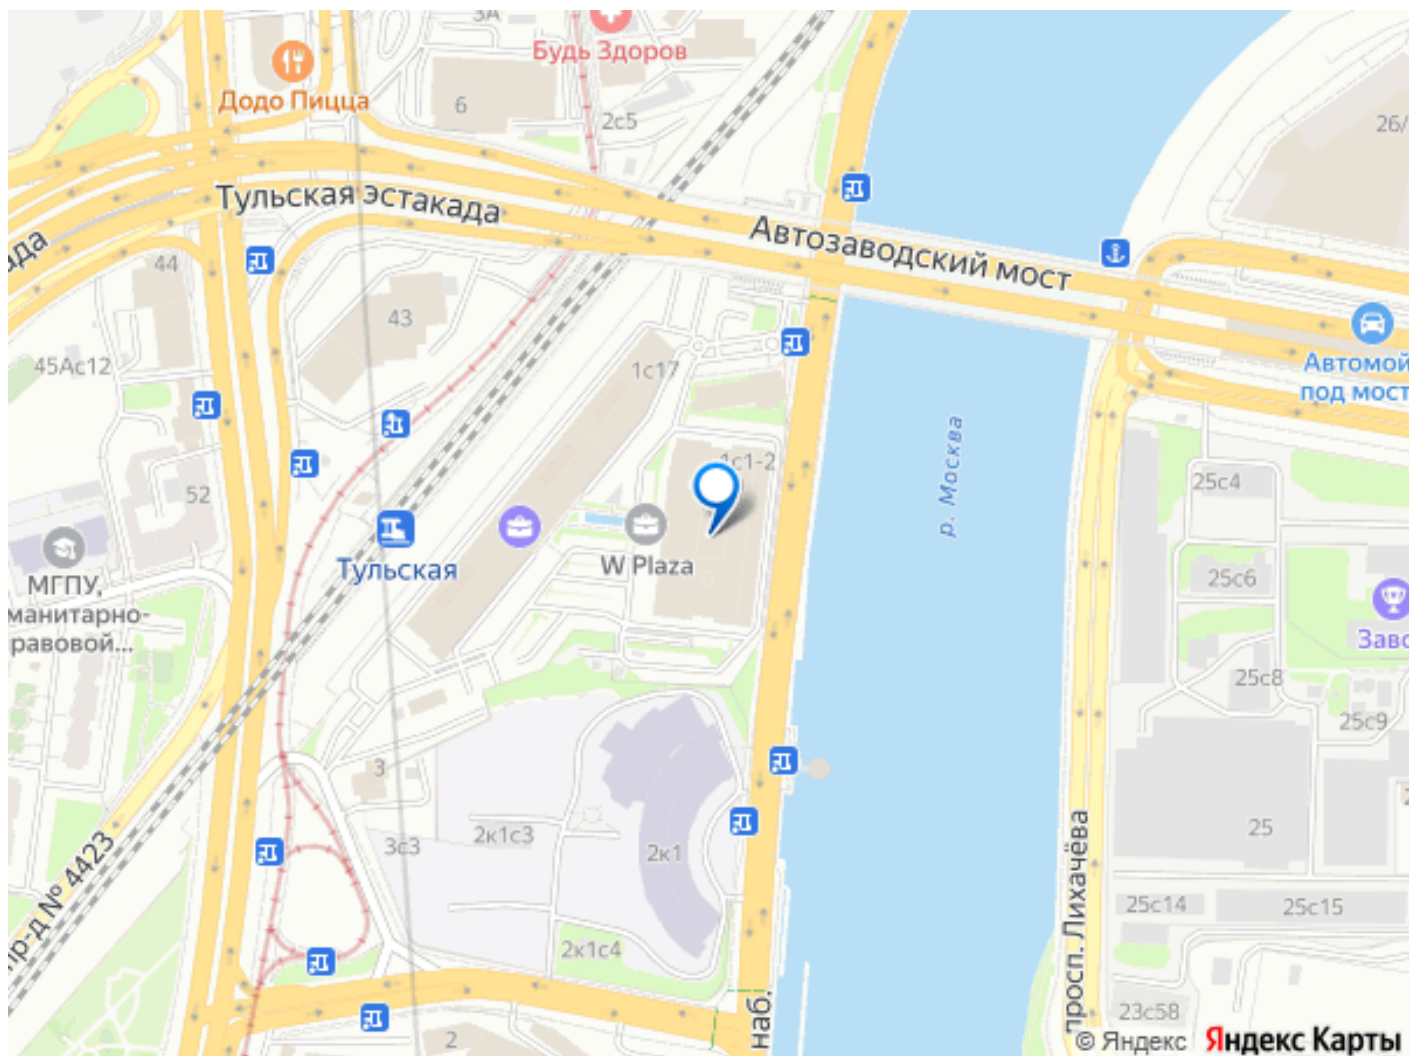 3А
Будь Здоров
Додо Пицца
6
2с5
26/
Тульская эстакада
Автозаводский мост
ада
44
43
45Ас12
1с17
Автомой
под мост
1с1-2
р. Москва
25с4
52
Тульская
W Plaza
МГПУ,
манитарно-
равовой...
25с6
Заво
25с8
25с9
3
3с3
2к1с3
2к1
25
пр-д № 4423
просп. Лихачёва
25с14
25с15
2к1с4
наб.
23с58
2
© Яндекс Яндекс Карты